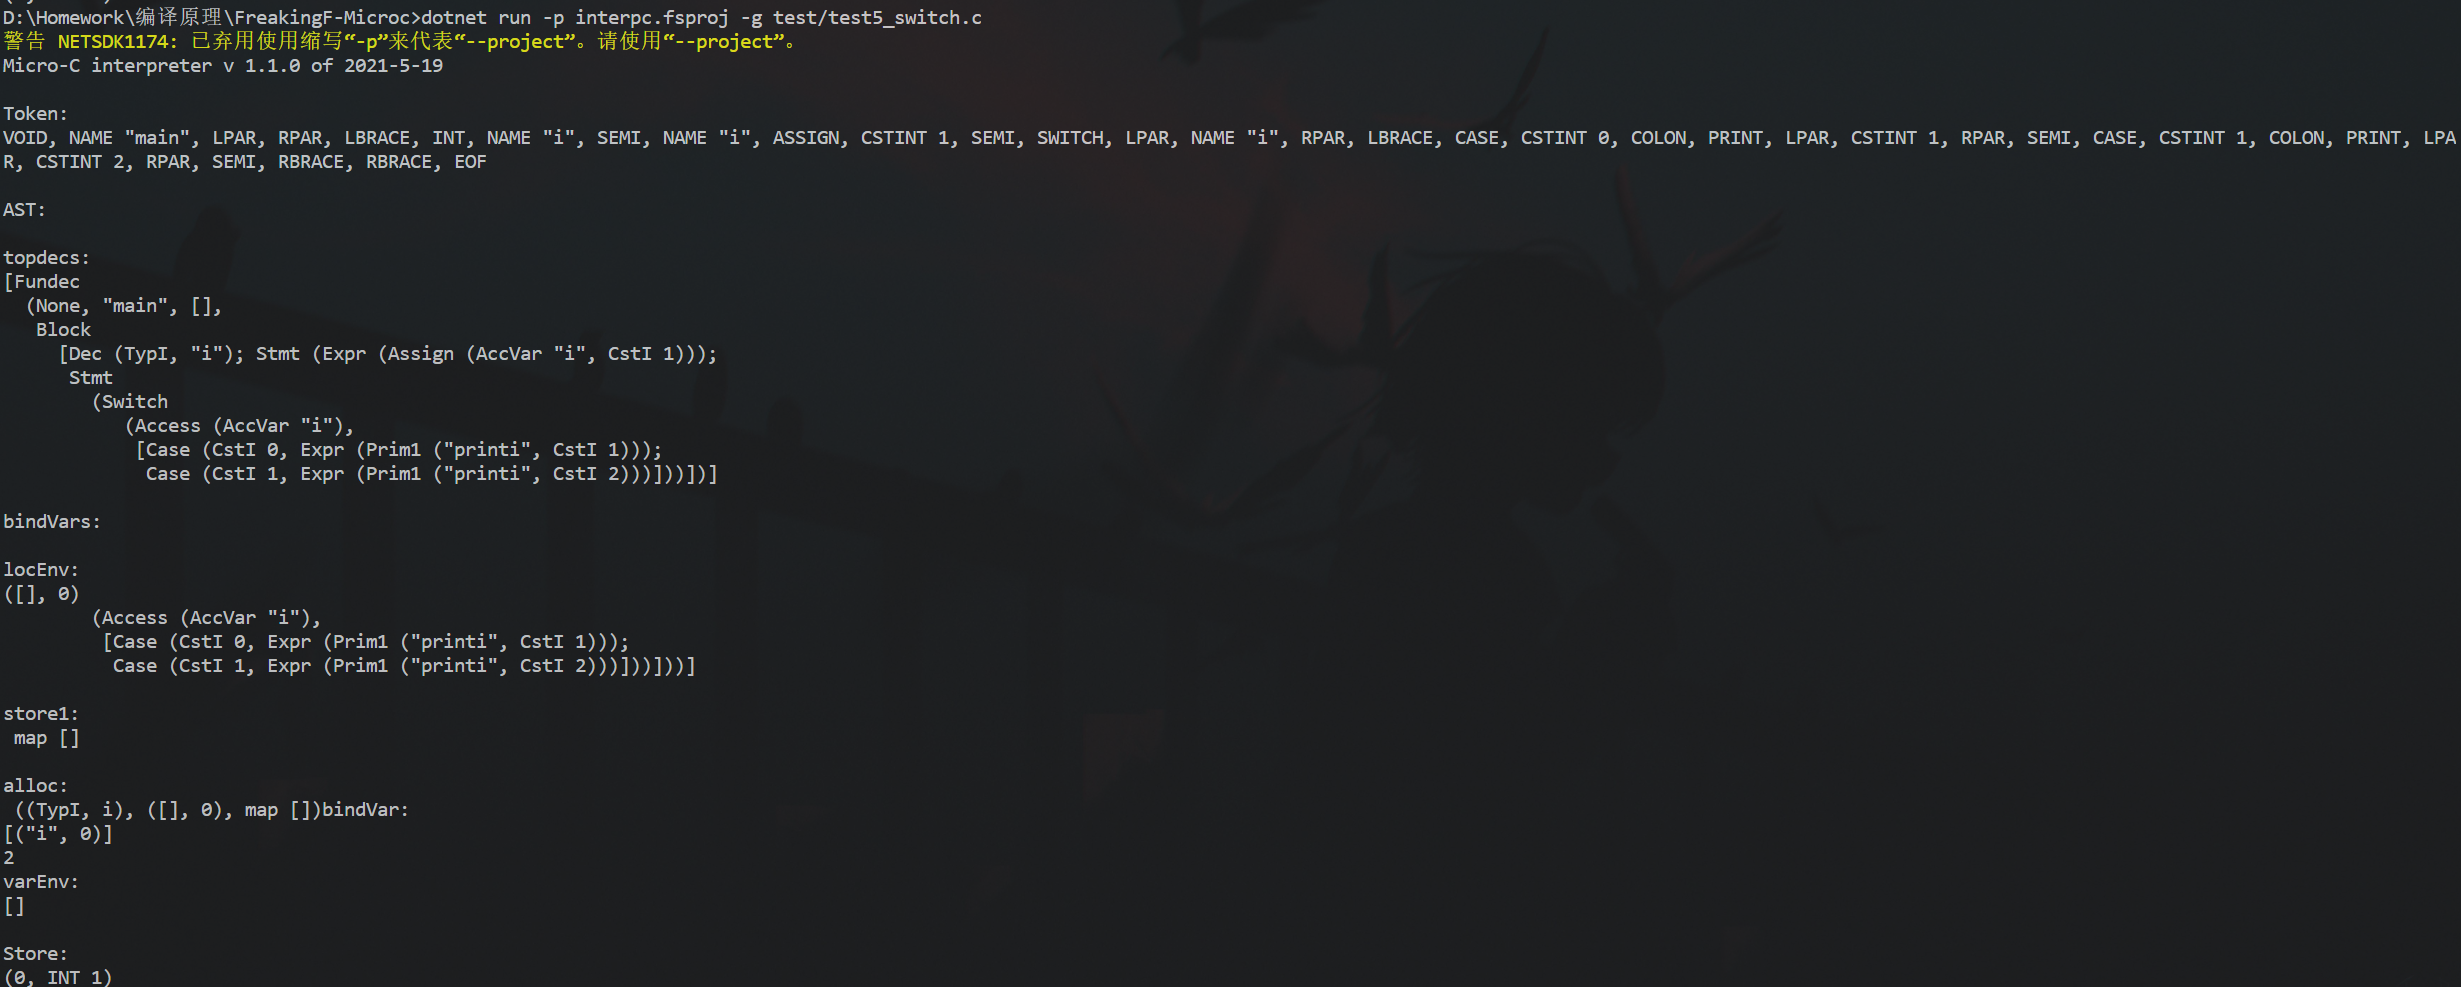 D:\Homework\编译原理\FreakingF-Microc>dotnet run -p interpc.fsproj -g test/test5_switch.c
警告 NETSDK1174: 已弃用使用缩写“-p”来代表“--project”。请使用“--project”。
Micro-C interpreter v 1.1.0 of 2021-5-19

Token:
VOID, NAME "main", LPAR, RPAR, LBRACE, INT, NAME "i", SEMI, NAME "i", ASSIGN, CSTINT 1, SEMI, SWITCH, LPAR, NAME "i", RPAR, LBRACE, CASE, CSTINT 0, COLON, PRINT, LPAR, CSTINT 1, RPAR, SEMI, CASE, CSTINT 1, COLON, PRINT, LPA
R, CSTINT 2, RPAR, SEMI, RBRACE, RBRACE, EOF

AST:

topdecs:
[Fundec
  (None, "main", [],
   Block
     [Dec (TypI, "i"); Stmt (Expr (Assign (AccVar "i", CstI 1)));
      Stmt
        (Switch
           (Access (AccVar "i"),
            [Case (CstI 0, Expr (Prim1 ("printi", CstI 1)));
             Case (CstI 1, Expr (Prim1 ("printi", CstI 2)))]))])]

bindVars:

locEnv:
([], 0)
        (Access (AccVar "i"),
         [Case (CstI 0, Expr (Prim1 ("printi", CstI 1)));
          Case (CstI 1, Expr (Prim1 ("printi", CstI 2)))]))]))]

store1:
 map []

alloc:
 ((TypI, i), ([], 0), map [])bindVar:
[("i", 0)]
2
varEnv:
[]

Store:
(0, INT 1)